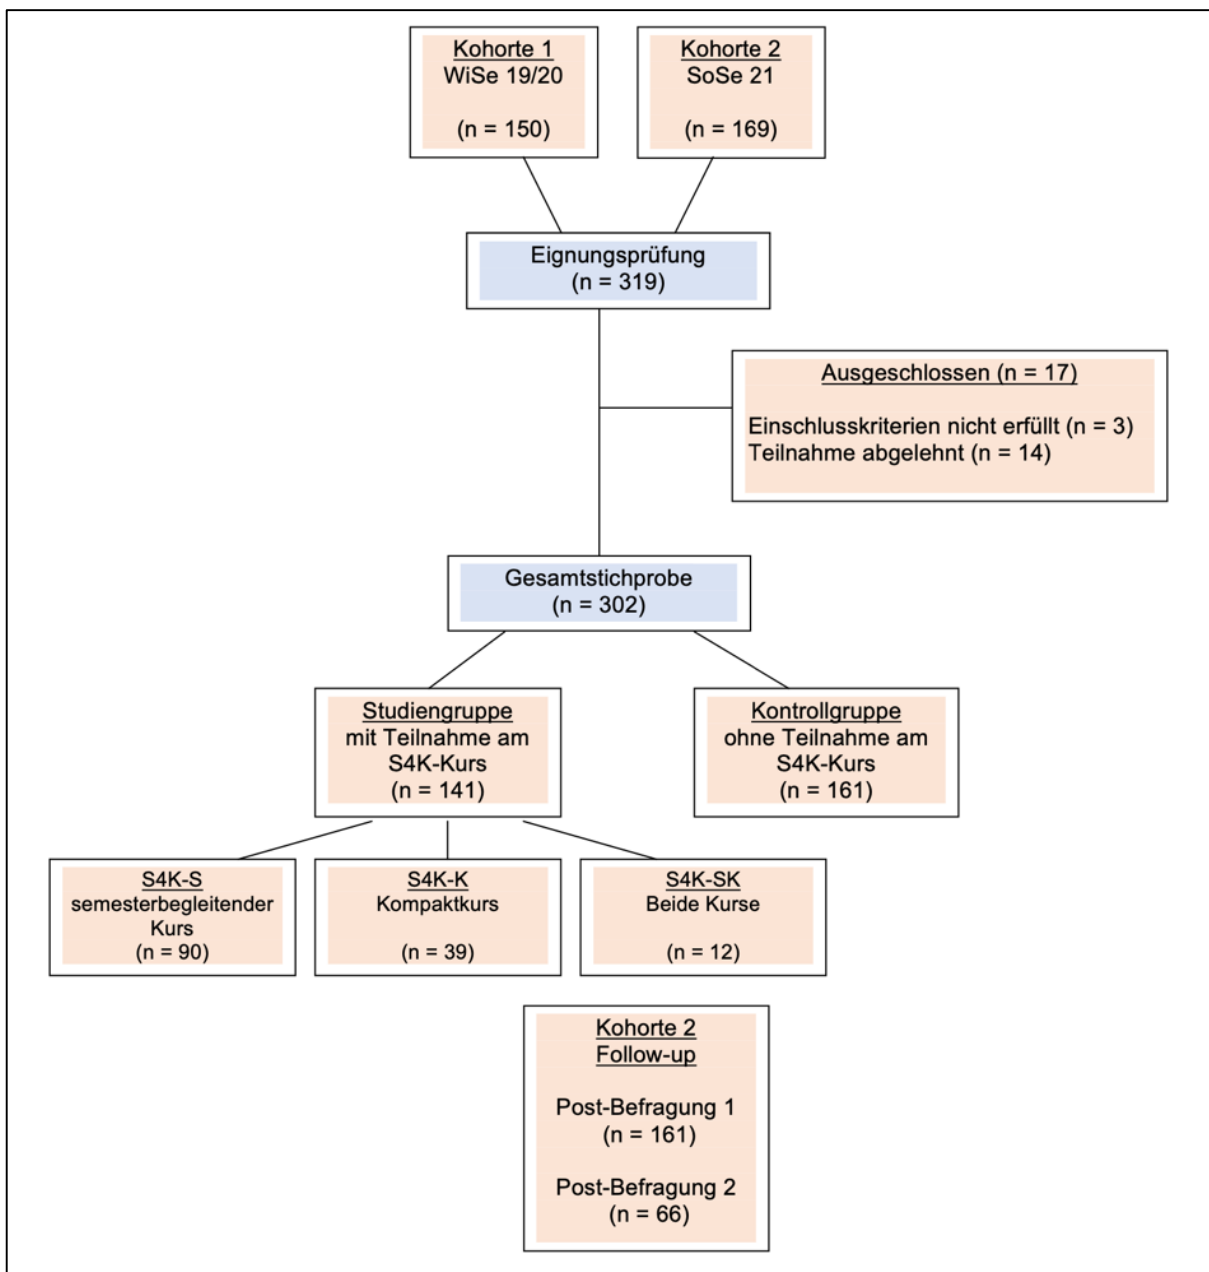 Kohorte 1
WiSe 19/20
(n = 150)
Kohorte 2
SoSe 21
(n = 169)
Eignungsprüfung
(n = 319)
Ausgeschlossen (n = 17)
Einschlusskriterien nicht erfüllt (n = 3)
Teilnahme abgelehnt (n = 14)
Gesamtstichprobe
(n = 302)
Studiengruppe
mit Teilnahme am
S4K-Kurs
(n = 141)
Kontrollgruppe
ohne Teilnahme am
S4K-Kurs
(n = 161)
S4K-S
semesterbegleitender
Kurs
(n = 90)
S4K-K
Kompaktkurs
(n = 39)
S4K-SK
Beide Kurse
(n = 12)
Kohorte 2
Follow-up
Post-Befragung 1
(n = 161)
Post-Befragung 2
(n = 66)